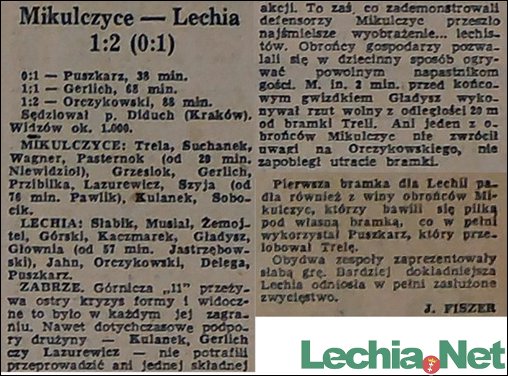 Mikulczyce — Lechia
1:2 (0:1)
0:1 — Puszkarz, 38 min.
1:1 — Gerlich, 68 min.
1:2 — Orczykowski, 88 min.
Sędziował p. Diduch (Kraków).
Widzów ok. 1.000.
MIKULCZYCE: Trela, Suchanek,
Wagner, Pasternok (od 20 min.
Niewidziol), Grzesiok, Gerlich,
Przibilka, Lazurewicz, Szyja (od
76 min. Pawlik), Kulanek, Sobo-
cik.
LECHIA: Słabik, Musiał, Żemoj-
tel, Górski, Kaczmarek, Gładysz,
Głownia (od 57 min. Jastrzębow-
ski), Jahn, Orczykowski, Delega,
Puszkarz.
ZABRZE. Górnicza „11" przeży-
wa ostry kryzys formy i widocz-
ne to było w każdym jej zagra-
niu. Nawet dotychczasowe podpo-
ry drużyny — Kulanek, Gerlich
czy Lazurewicz — nie potrafili
przeprowadzić ani jednej składnej
akcji. To zaś, co zademonstrowali
defensorzy Mikulczyc przeszło
najśmielsze wyobrażenie... lechis-
tów. Obrońcy gospodarzy pozwa-
lali się w dziecinny sposób ogry-
wać powolnym napastnikom
gości. M. in. 2 min. przed końco-
wym gwizdkiem Gładysz wyko-
nywał rzut wolny z odległości 20 m
od bramki Treli. Ani jeden z o-
brońców Mikulczyc nie zwrócił
uwagi na Orczykowskiego, nie
zapobiegł utracie bramki.
Pierwsza bramka dla Lechii pa-
dła również z winy obrońców Mi-
kulczyc, którzy bawili się piłką
pod własną bramką, co w pełni
wykorzystał Puszkarz, który prze-
lobował Trelę.
Obydwa zespoły zaprezentowały
słabą grę. Bardziej dokładniejsza
Lechia odniosła w pełni zasłużone
zwycięstwo.
J. FISZER
Lechia.Net